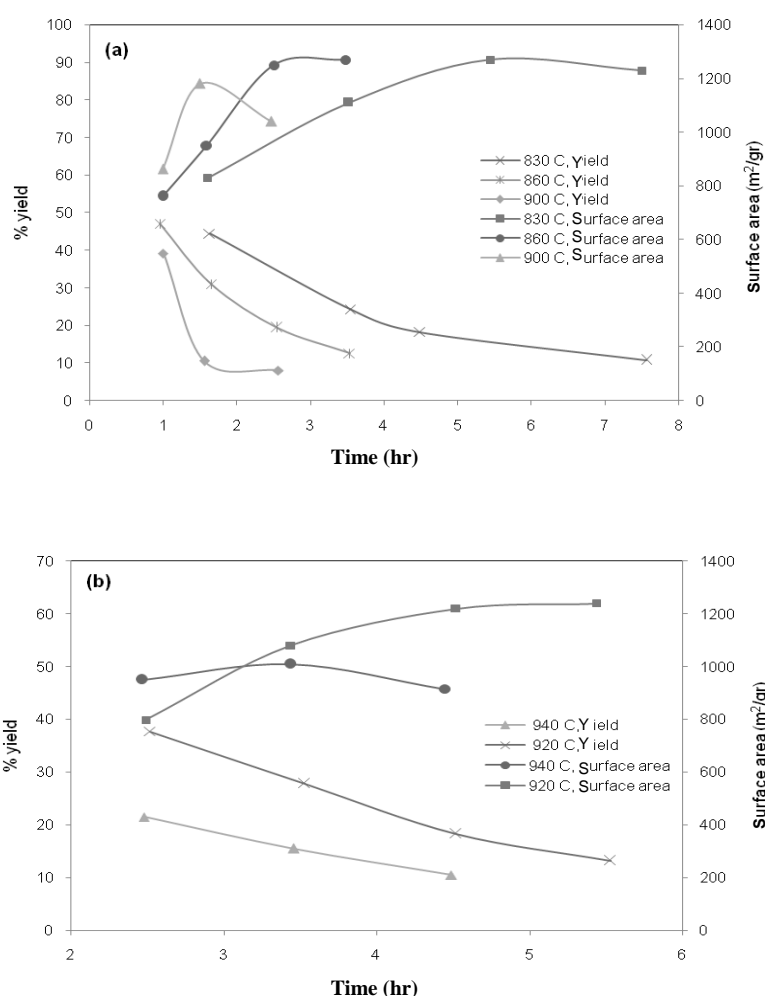 (a)
100
90
80
70
60
50
40
30
20
10
0
% yield
1400
1200
1000
800
600
400
200
0
Surface area (m²/gr)
830 C, Yield
860 C, Yield
900 C, Yield
830 C, Surface area
860 C, Surface area
900 C, Surface area
0 1 2 3 4 5 6 7 8
Time (hr)
(b)
70
60
50
40
30
20
10
0
% yield
1400
1200
1000
800
600
400
200
0
Surface area (m²/gr)
940 C,Y ield
920 C,Y ield
940 C, Surface area
920 C, Surface area
2 3 4 5 6
Time (hr)